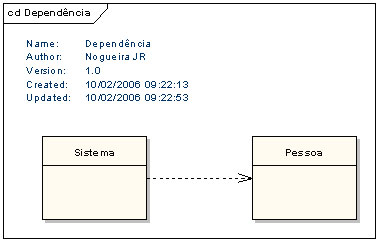 cd Dependência
Name: Dependência
Author: Nogueira JR
Version: 1.0
Created: 10/02/2006 09:22:13
Updated: 10/02/2006 09:22:53
Sistema
Pessoa